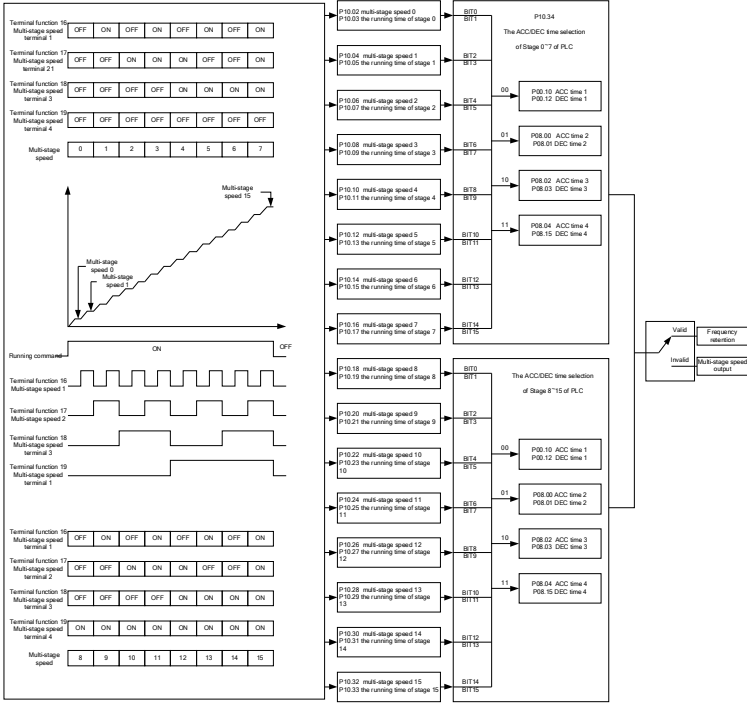 Terminal function 16
Multi-stage speed
terminal 1
OFF ON OFF ON OFF ON OFF ON
Terminal function 17
Multi-stage speed
terminal 21
OFF OFF ON ON OFF OFF ON ON
Terminal function 18
Multi-stage speed
terminal 3
OFF OFF OFF OFF ON ON ON ON
Terminal function 19
Multi-stage speed
terminal 4
OFF OFF OFF OFF OFF OFF OFF OFF
Multi-stage
speed
0 1 2 3 4 5 6 7
Multi-stage
speed 15
Multi-stage
speed 0
Multi-stage
speed 1
Running command
ON
OFF
Terminal function 16
Multi-stage speed 1
Terminal function 17
Multi-stage speed 2
Terminal function 18
Multi-stage speed
terminal 3
Terminal function 19
Multi-stage speed
terminal 1
Terminal function 16
Multi-stage speed
terminal 1
OFF ON OFF ON OFF ON OFF ON
Terminal function 17
Multi-stage speed
terminal 2
OFF OFF ON ON OFF OFF ON ON
Terminal function 18
Multi-stage speed
terminal 3
OFF OFF OFF OFF ON ON ON ON
Terminal function 19
Multi-stage speed
terminal 4
ON ON ON ON ON ON ON ON
Multi-stage
speed
8 9 10 11 12 13 14 15
P10.02 multi-stage speed 0
P10.03 the running time of stage 0
P10.04 multi-stage speed 1
P10.05 the running time of stage 1
P10.06 multi-stage speed 2
P10.07 the running time of stage 2
P10.08 multi-stage speed 3
P10.09 the running time of stage 3
P10.10 multi-stage speed 4
P10.11 the running time of stage 4
P10.12 multi-stage speed 5
P10.13 the running time of stage 5
P10.14 multi-stage speed 6
P10.15 the running time of stage 6
P10.16 multi-stage speed 7
P10.17 the running time of stage 7
P10.18 multi-stage speed 8
P10.19 the running time of stage 8
P10.20 multi-stage speed 9
P10.21 the running time of stage 9
P10.22 multi-stage speed 10
P10.23 the running time of stage
10
P10.24 multi-stage speed 11
P10.25 the running time of stage
11
P10.26 multi-stage speed 12
P10.27 the running time of stage
12
P10.28 multi-stage speed 13
P10.29 the running time of stage
13
P10.30 multi-stage speed 14
P10.31 the running time of stage
14
P10.32 multi-stage speed 15
P10.33 the running time of stage 15
BIT0
BIT1
BIT2
BIT3
BIT4
BIT5
BIT6
BIT7
BIT8
BIT9
BIT10
BIT11
BIT12
BIT13
BIT14
BIT15
P10.34
The ACC/DEC time selection
of Stage 0~7 of PLC
00
P00.10 ACC time 1
P00.12 DEC time 1
01
P08.00 ACC time 2
P08.01 DEC time 2
10
P08.02 ACC time 3
P08.03 DEC time 3
11
P08.04 ACC time 4
P08.15 DEC time 4
BIT0
BIT1
BIT2
BIT3
BIT4
BIT5
BIT6
BIT7
BIT8
BIT9
BIT10
BIT11
BIT12
BIT13
BIT14
BIT15
The ACC/DEC time selection
of Stage 8~15 of PLC
00
P00.10 ACC time 1
P00.12 DEC time 1
01
P08.00 ACC time 2
P08.01 DEC time 2
10
P08.02 ACC time 3
P08.03 DEC time 3
11
P08.04 ACC time 4
P08.15 DEC time 4
Valid
Frequency
retention
Invalid
Multi-stage speed
output